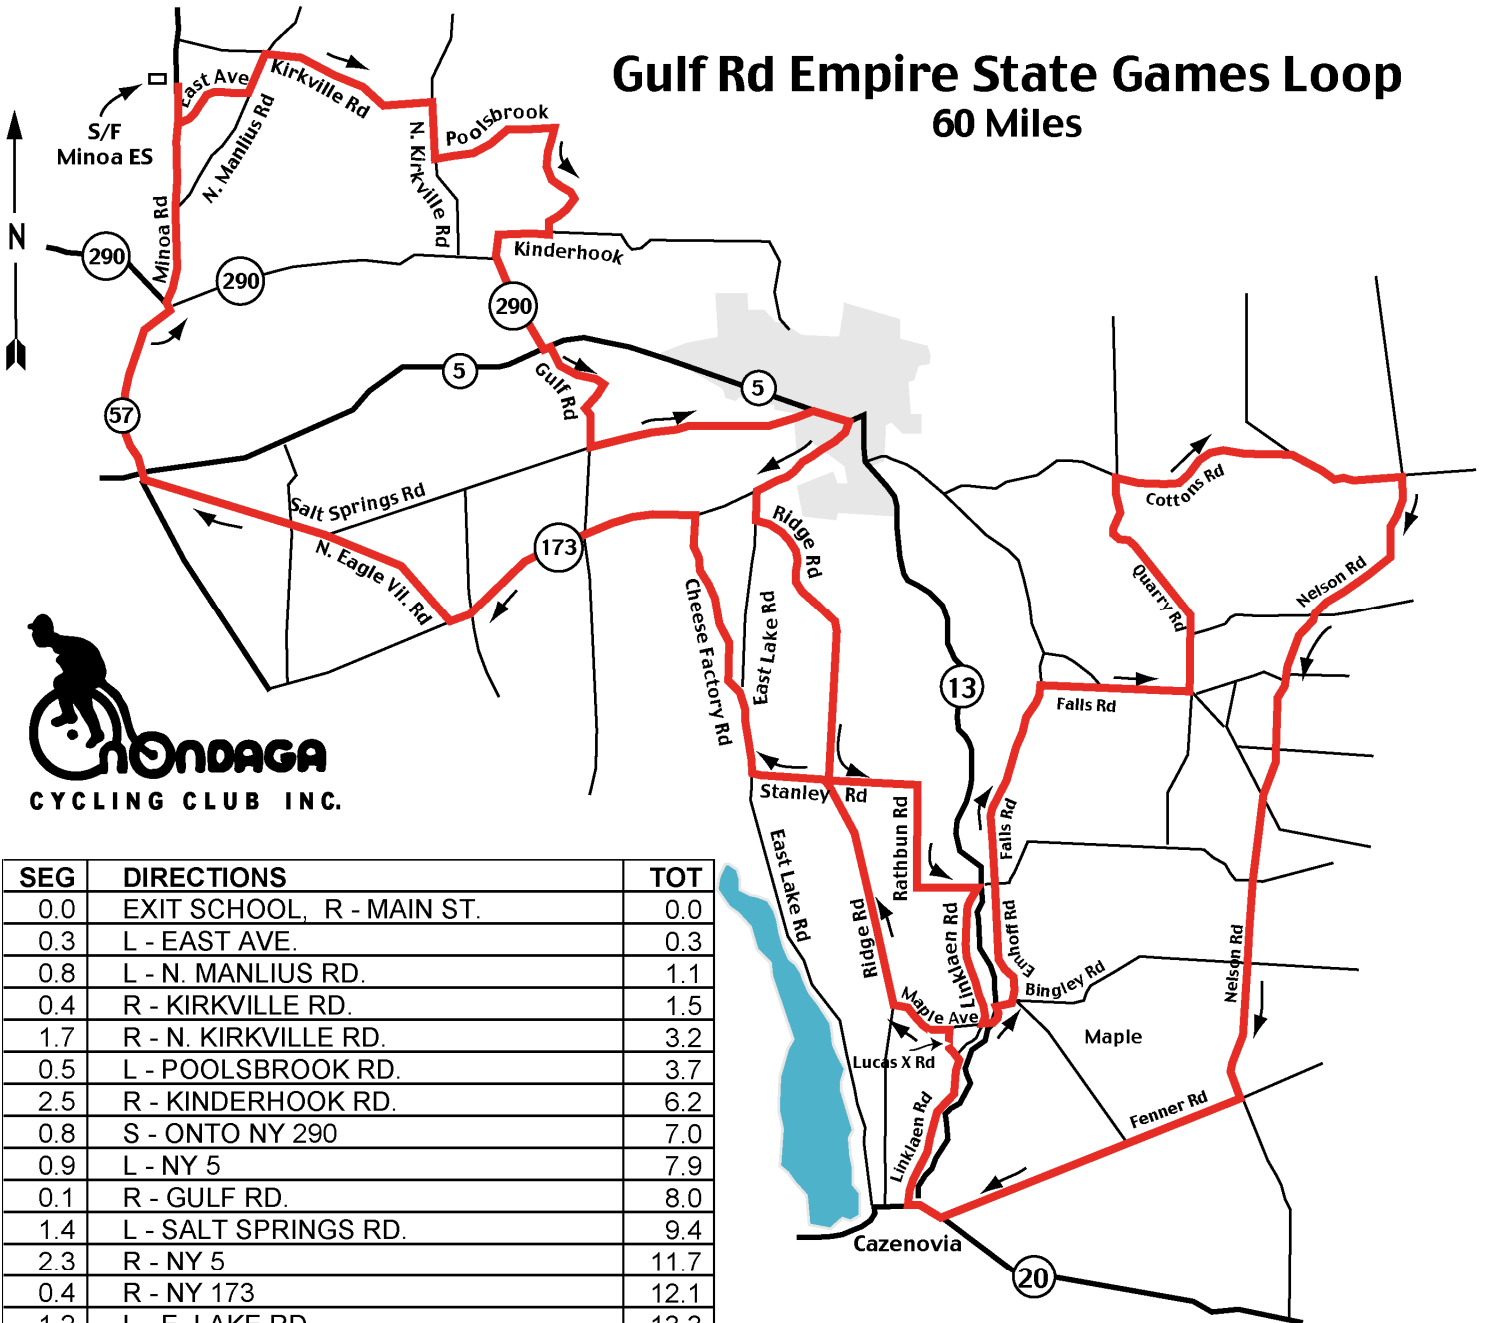 Gulf Rd Empire State Games Loop
60 Miles
East Ave
Kirkville Rd
S/F
Minoa ES
N. Manlius Rd
N. Kirkville Rd
Poolsbrook
N
Minoa Rd
290
290
Kinderhook
290
5
5
Gulf Rd
57
Salt Springs Rd
N. Eagle Vil. Rd
173
Ridge Rd
Cottons Rd
Quarry Rd
Nelson Rd
Cheese Factory Rd
East Lake Rd
13
Falls Rd
Stanley Rd
Rathbun Rd
Falls Rd
East Lake Rd
Ridge Rd
Linklaen Rd
Emhoff Rd
Bingley Rd
Nelson Rd
Maple Ave
Maple
Lucas X Rd
Linklaen Rd
Fenner Rd
Cazenovia
20
ONONDAGA
CYCLING CLUB INC.
SEG DIRECTIONS TOT
0.0 EXIT SCHOOL, R - MAIN ST. 0.0
0.3 L - EAST AVE. 0.3
0.8 L - N. MANLIUS RD. 1.1
0.4 R - KIRKVILLE RD. 1.5
1.7 R - N. KIRKVILLE RD. 3.2
0.5 L - POOLSBROOK RD. 3.7
2.5 R - KINDERHOOK RD. 6.2
0.8 S - ONTO NY 290 7.0
0.9 L - NY 5 7.9
0.1 R - GULF RD. 8.0
1.4 L - SALT SPRINGS RD. 9.4
2.3 R - NY 5 11.7
0.4 R - NY 173 12.1